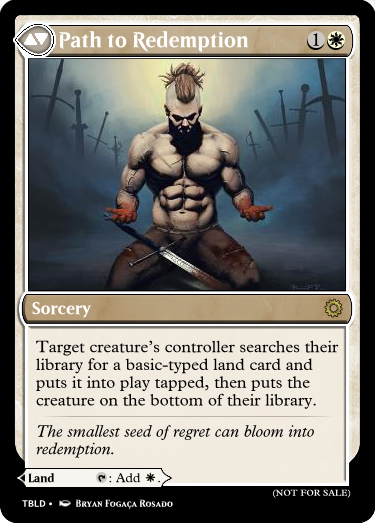 Path to Redemption 1
Sorcery
Target creature's controller searches their
library for a basic-typed land card and
puts it into play tapped, then puts the
creature on the bottom of their library.
The smallest seed of regret can bloom into
redemption.
Land : Add .
(NOT FOR SALE)
TBLD • Bryan Fogaça Rosado